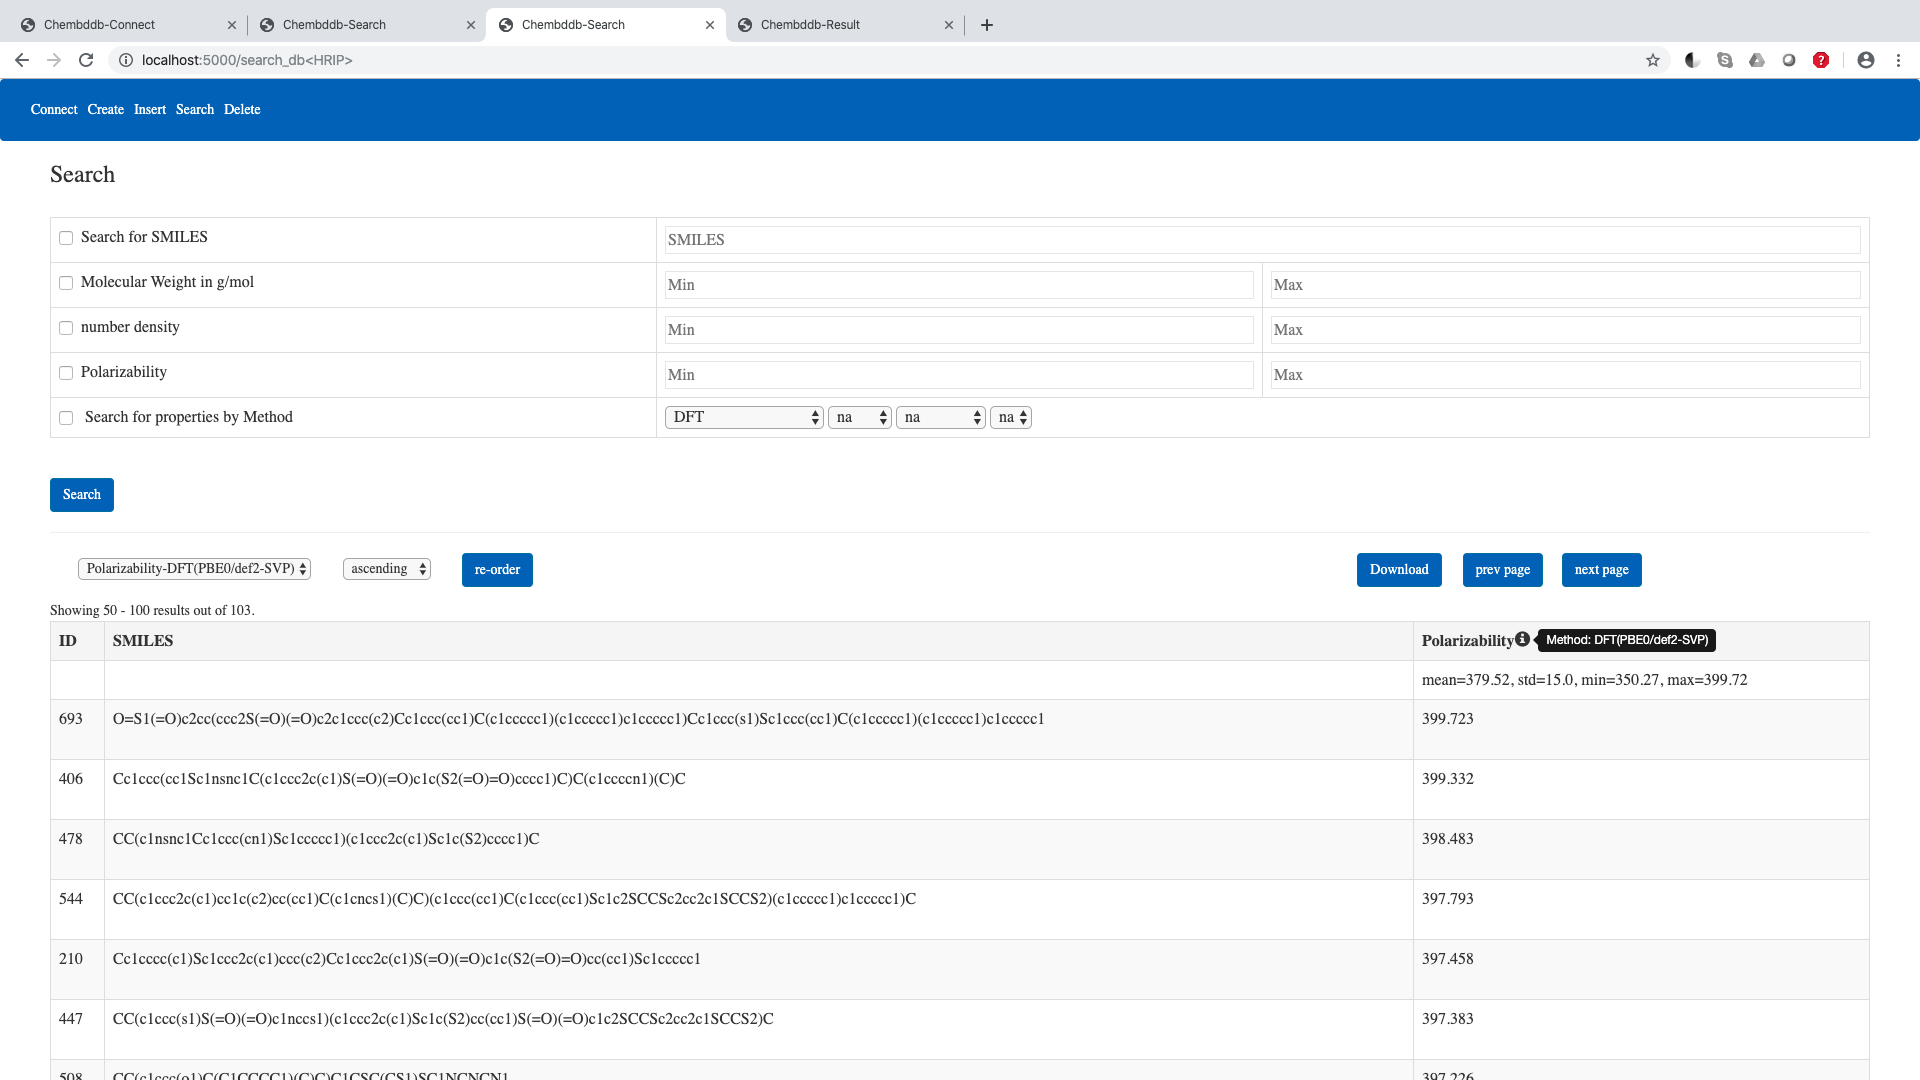 Chembddb-Connect
Chembddb-Search
Chembddb-Search
Chembddb-Result
localhost:5000/search_db<HRIP>
Connect Create Insert Search Delete
Search
Search for SMILES SMILES
Molecular Weight in g/mol Min Max
number density Min Max
Polarizability Min Max
Search for properties by Method DFT na na na
Search
Polarizability-DFT(PBE0/def2-SVP) ascending re-order Download prev page next page
Showing 50 - 100 results out of 103.
ID SMILES Polarizability Method: DFT(PBE0/def2-SVP)
mean=379.52, std=15.0, min=350.27, max=399.72
693 O=S1(=O)c2cc(ccc2S(=O)(=O)c2c1ccc(c2)Cc1ccc(cc1)C(c1ccccc1)(c1ccccc1)c1ccccc1)Cc1ccc(s1)Sc1ccc(cc1)C(c1ccccc1)(c1ccccc1)c1ccccc1 399.723
406 Cc1ccc(cc1Sc1nsnc1C(c1ccc2c(c1)S(=O)(=O)c1c(S2(=O)=O)cccc1)C)C(c1ccccn1)(C)C 399.332
478 CC(c1nsnc1Cc1ccc(cn1)Sc1ccccc1)(c1ccc2c(c1)Sc1c(S2)cccc1)C 398.483
544 CC(c1ccc2c(c1)cc1c(c2)cc(cc1)C(c1cncs1)(C)C)(c1ccc(cc1)C(c1ccc(cc1)Sc1c2SCCSc2cc2c1SCCS2)(c1ccccc1)c1ccccc1)C 397.793
210 Cc1cccc(c1)Sc1ccc2c(c1)ccc(c2)Cc1ccc2c(c1)S(=O)(=O)c1c(S2(=O)=O)cc(cc1)Sc1ccccc1 397.458
447 CC(c1ccc(s1)S(=O)(=O)c1nccs1)(c1ccc2c(c1)Sc1c(S2)cc(cc1)S(=O)(=O)c1c2SCCSc2cc2c1SCCS2)C 397.383
508 CC(c1ccc(o1)C(C1CCCC1)(C)C)C1CSC(CS1)SC1NCNCN1 397.226